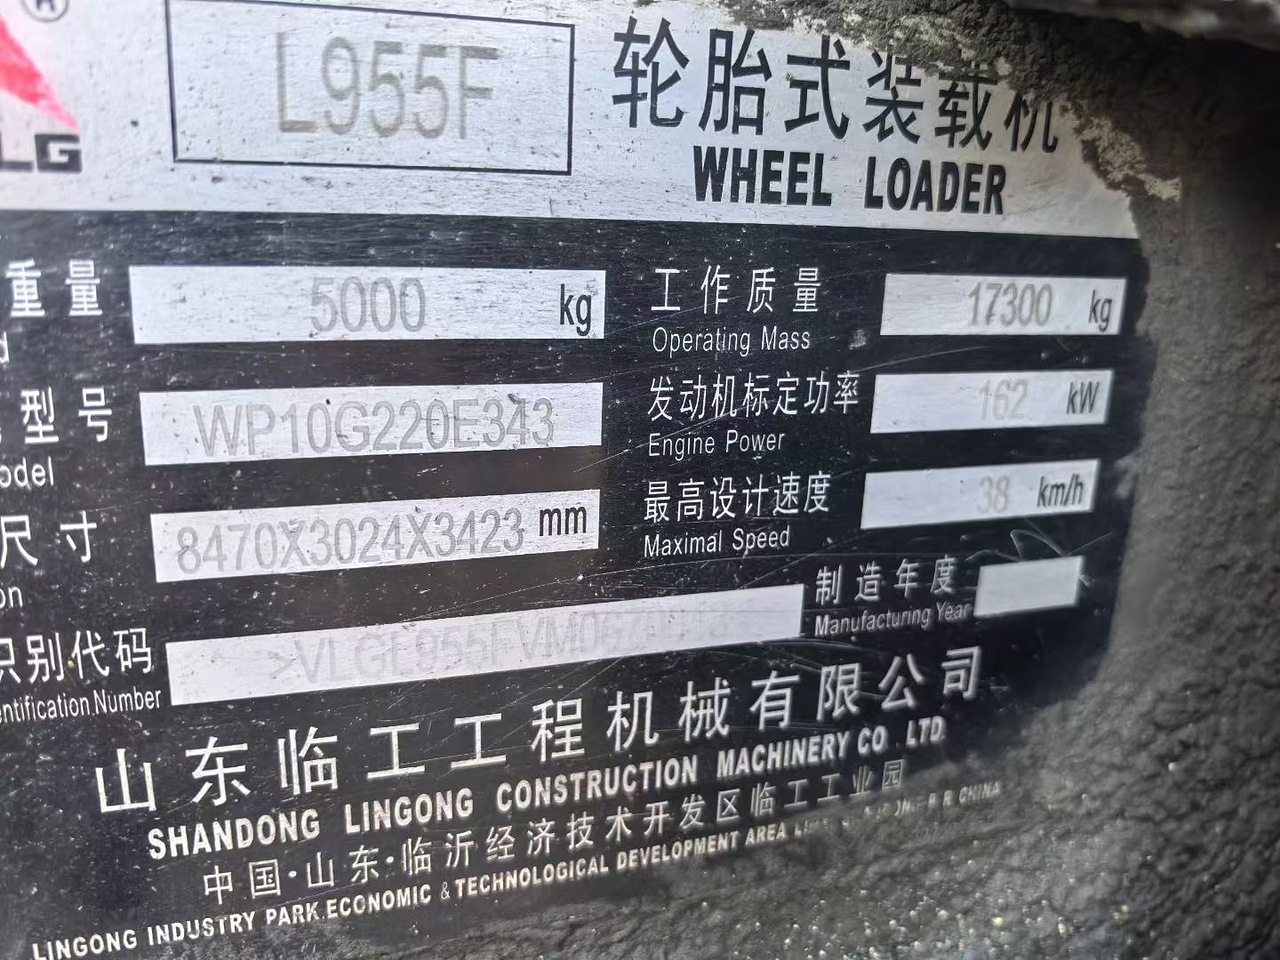 ®
LG
L955F
轮胎式装载机
WHEEL LOADER
重量
5000 kg
工作质量
Operating Mass
17300 kg
型号
odel
WP10G220E343
发动机标定功率
Engine Power
162 kW
尺寸
on
8470X3024X3423 mm
最高设计速度
Maximal Speed
38 km/h
识别代码
entification Number
制造年度
Manufacturing Year
山东临工工程机械有限公司
SHANDONG LINGONG CONSTRUCTION MACHINERY CO LTD
中国·山东·临沂经济技术开发区临工工业园
LINGONG INDUSTRY PARK.ECONOMIC & TECHNOLOGICAL DEVELOPMENT AREA